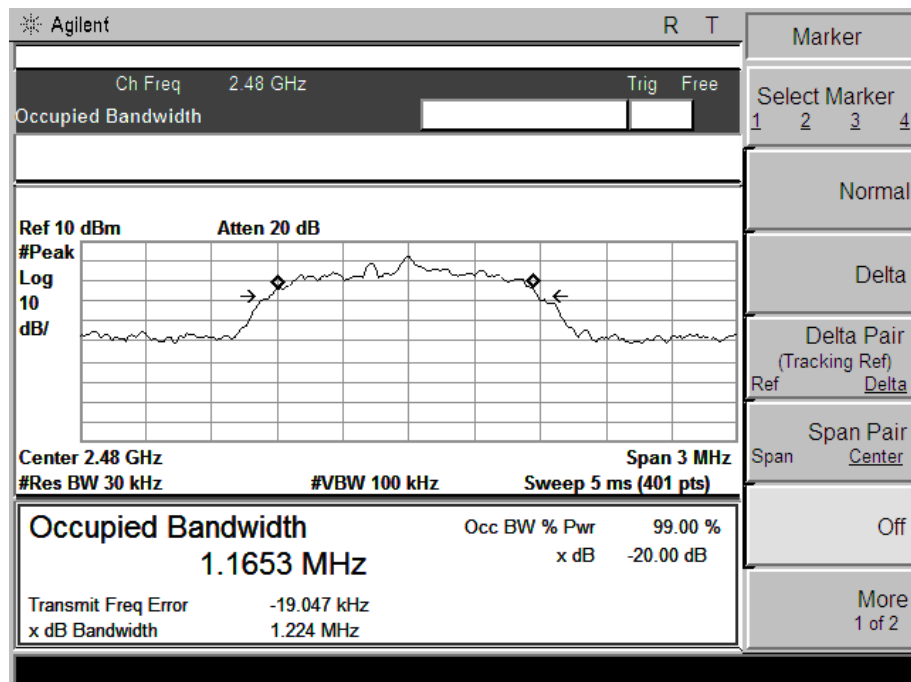 Agilent R T
Ch Freq 2.48 GHz Trig Free
Occupied Bandwidth
Ref 10 dBm Atten 20 dB
#Peak
Log
10
dB/
Center 2.48 GHz Span 3 MHz
#Res BW 30 kHz #VBW 100 kHz Sweep 5 ms (401 pts)
Occupied Bandwidth Occ BW % Pwr 99.00 %
1.1653 MHz x dB -20.00 dB
Transmit Freq Error -19.047 kHz
x dB Bandwidth 1.224 MHz
Marker
Select Marker
1 2 3 4
Normal
Delta
Delta Pair
(Tracking Ref)
Ref Delta
Span Pair
Span Center
Off
More
1 of 2